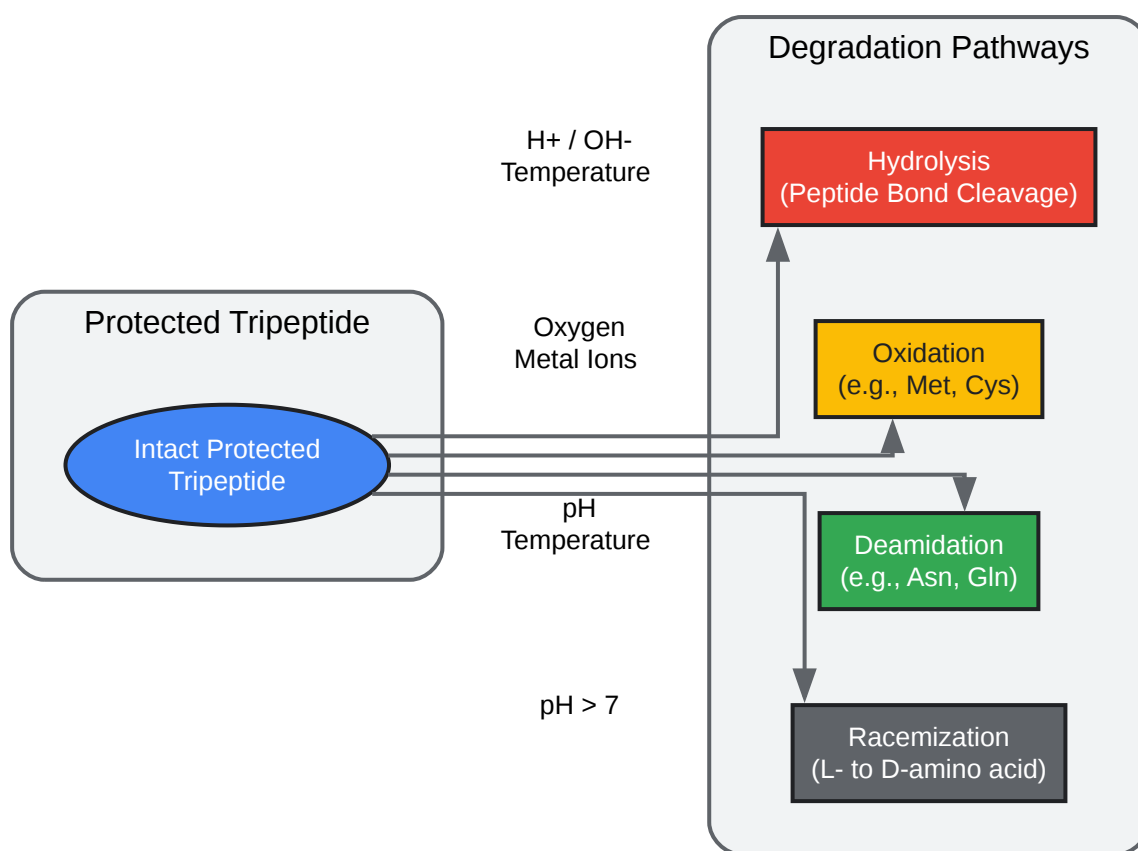 Degradation Pathways
H+ / OH-
Temperature
Hydrolysis
(Peptide Bond Cleavage)
Protected Tripeptide
Oxygen
Metal Ions
Oxidation
(e.g., Met, Cys)
Intact Protected
Tripeptide
pH
Temperature
Deamidation
(e.g., Asn, Gln)
pH > 7
Racemization
(L- to D-amino acid)